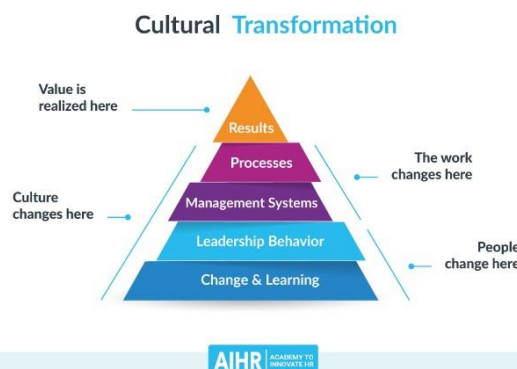 Cultural Transformation
Value is
realized here
Results
Processes
The work
changes here
Management Systems
Culture
changes here
Leadership Behavior
People
change here
Change & Learning
AIHR
ACADEMY TO
INNOVATE HR